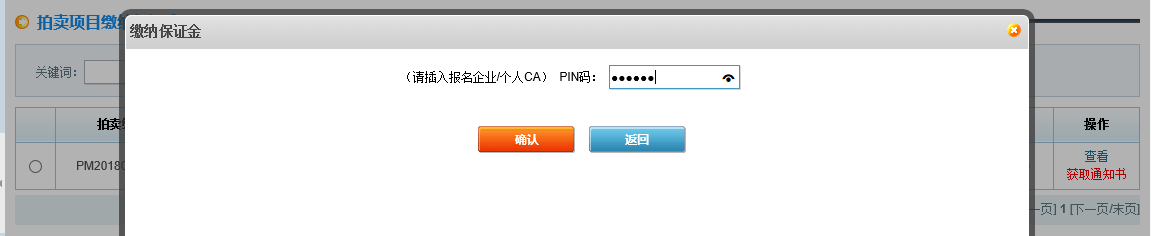 拍卖项目缴纳
缴纳保证金
关键词：
（请插入报名企业/个人CA） PIN码： ●●●●●●
确认 返回
操作
PM2018 查看
获取通知书
一页] 1 [下一页/末页]